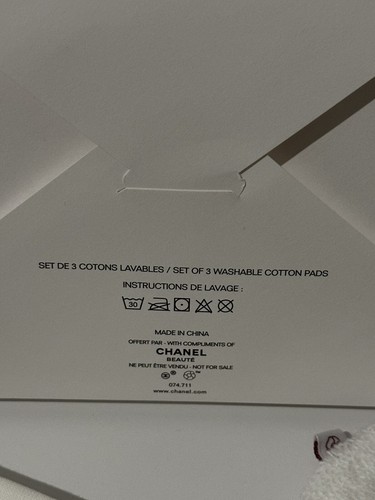 SET DE 3 COTONS LAVABLES / SET OF 3 WASHABLE COTTON PADS
INSTRUCTIONS DE LAVAGE :
30
MADE IN CHINA
OFFERT PAR - WITH COMPLIMENTS OF
CHANEL
BEAUTÉ
NE PEUT ÊTRE VENDU - NOT FOR SALE
074.711
www.chanel.com